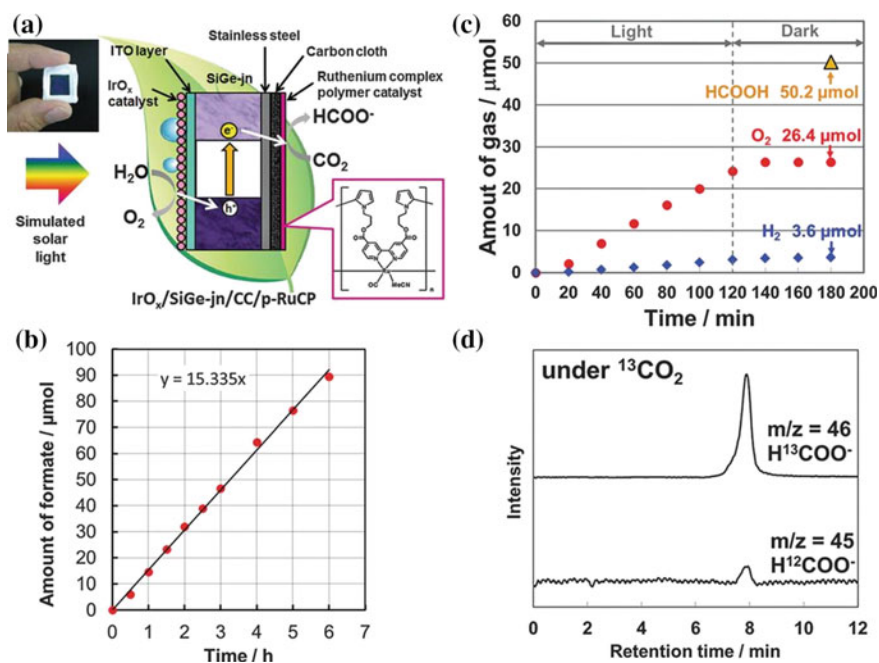 (a)
ITO layer
Stainless steel
Carbon cloth
SiGe-jn
Ruthenium complex
polymer catalyst
IrOx
catalyst
e-
HCOO-
H2O
CO2
O2
h+
Simulated
solar
light
OC
MeCN
n
IrOx/SiGe-jn/CC/p-RuCP
(b)
100
90
80
70
60
50
40
30
20
10
0
y = 15.335x
Amount of formate / μmol
0 1 2 3 4 5 6 7
Time / h
(c)
60
50
40
30
20
10
0
Light
Dark
HCOOH 50.2 μmol
O2 26.4 μmol
H2 3.6 μmol
Amout of gas / μmol
0 20 40 60 80 100 120 140 160 180 200
Time / min
(d)
under 13CO2
m/z = 46
H13COO-
m/z = 45
H12COO-
Intensity
0 2 4 6 8 10 12
Retention time / min